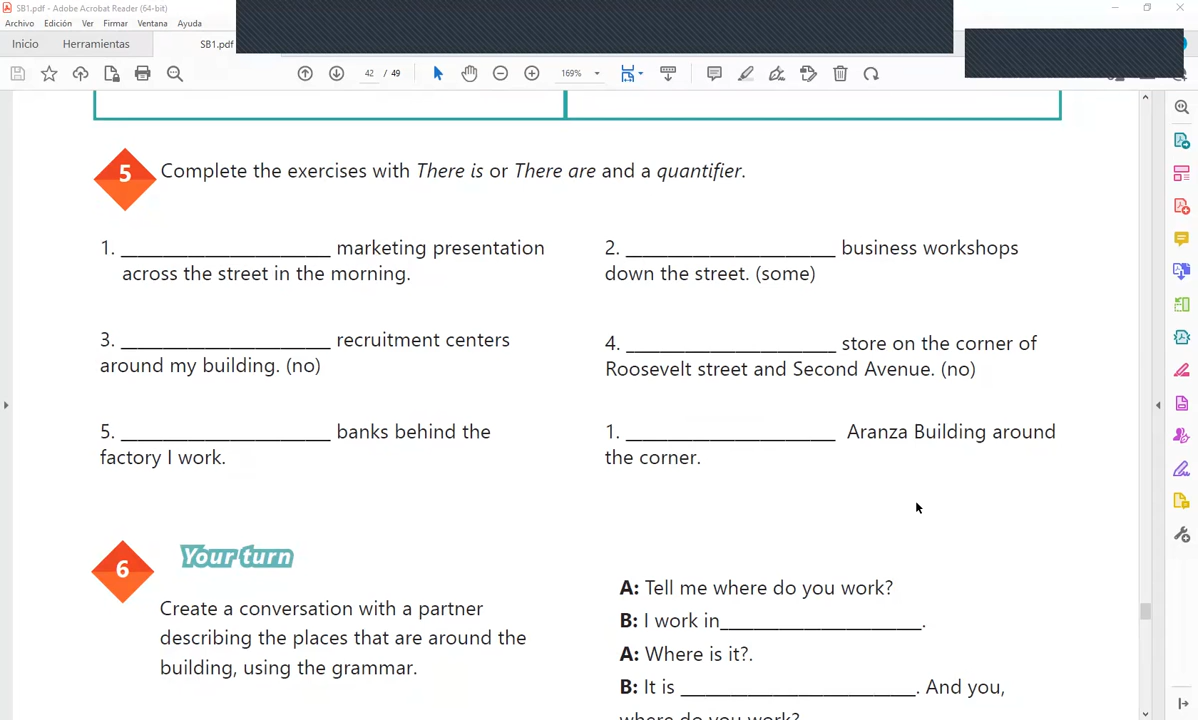 SB1.pdf - Adobe Acrobat Reader (64-bit)
Archivo Edición Ver Firmar Ventana Ayuda
Inicio Herramientas SB1.pdf
42 / 49 169%
5 Complete the exercises with There is or There are and a quantifier.
1. ____________________ marketing presentation
across the street in the morning.
2. ____________________ business workshops
down the street. (some)
3. ____________________ recruitment centers
around my building. (no)
4. ____________________ store on the corner of
Roosevelt street and Second Avenue. (no)
5. ____________________ banks behind the
factory I work.
1. ____________________ Aranza Building around
the corner.
6 Your turn
Create a conversation with a partner
describing the places that are around the
building, using the grammar.
A: Tell me where do you work?
B: I work in___________________.
A: Where is it?.
B: It is ______________________. And you,
where do you work?